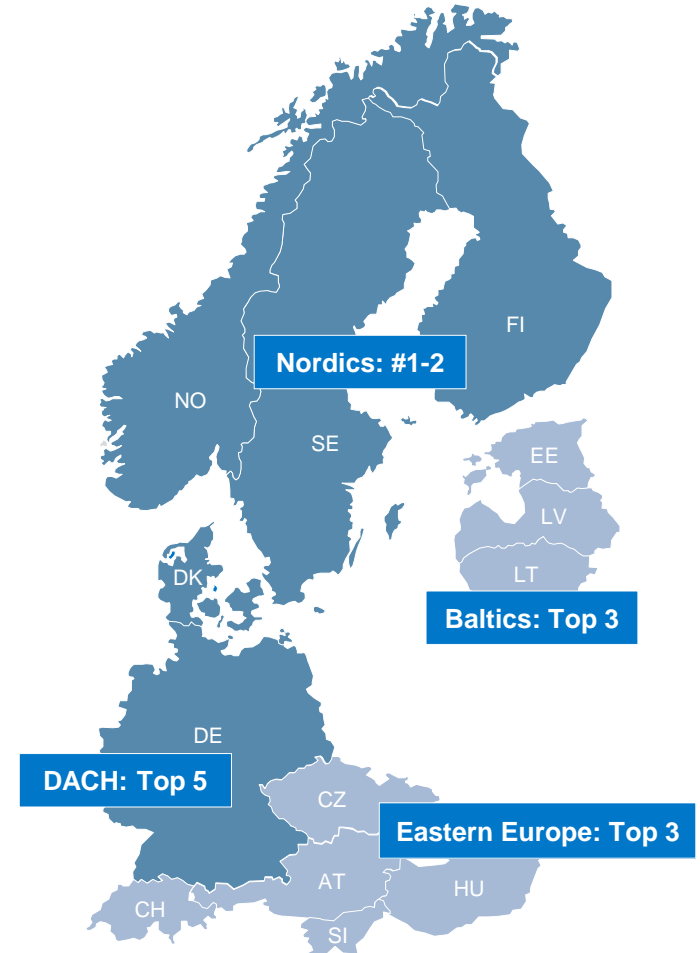 FI
Nordics: #1-2
NO
SE
EE
LV
LT
DK
Baltics: Top 3
DE
DACH: Top 5
CZ
Eastern Europe: Top 3
AT
HU
CH
SI